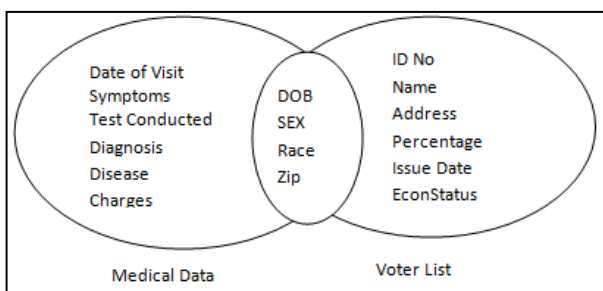 Date of Visit
Symptoms
Test Conducted
Diagnosis
Disease
Charges
DOB
SEX
Race
Zip
ID No
Name
Address
Percentage
Issue Date
EconStatus
Medical Data
Voter List